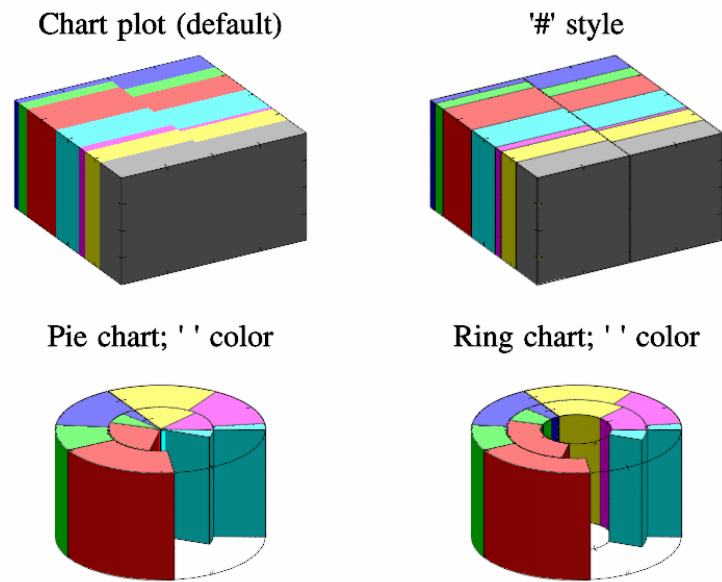 Chart plot (default)
'#' style
Pie chart; ' ' color
Ring chart; ' ' color